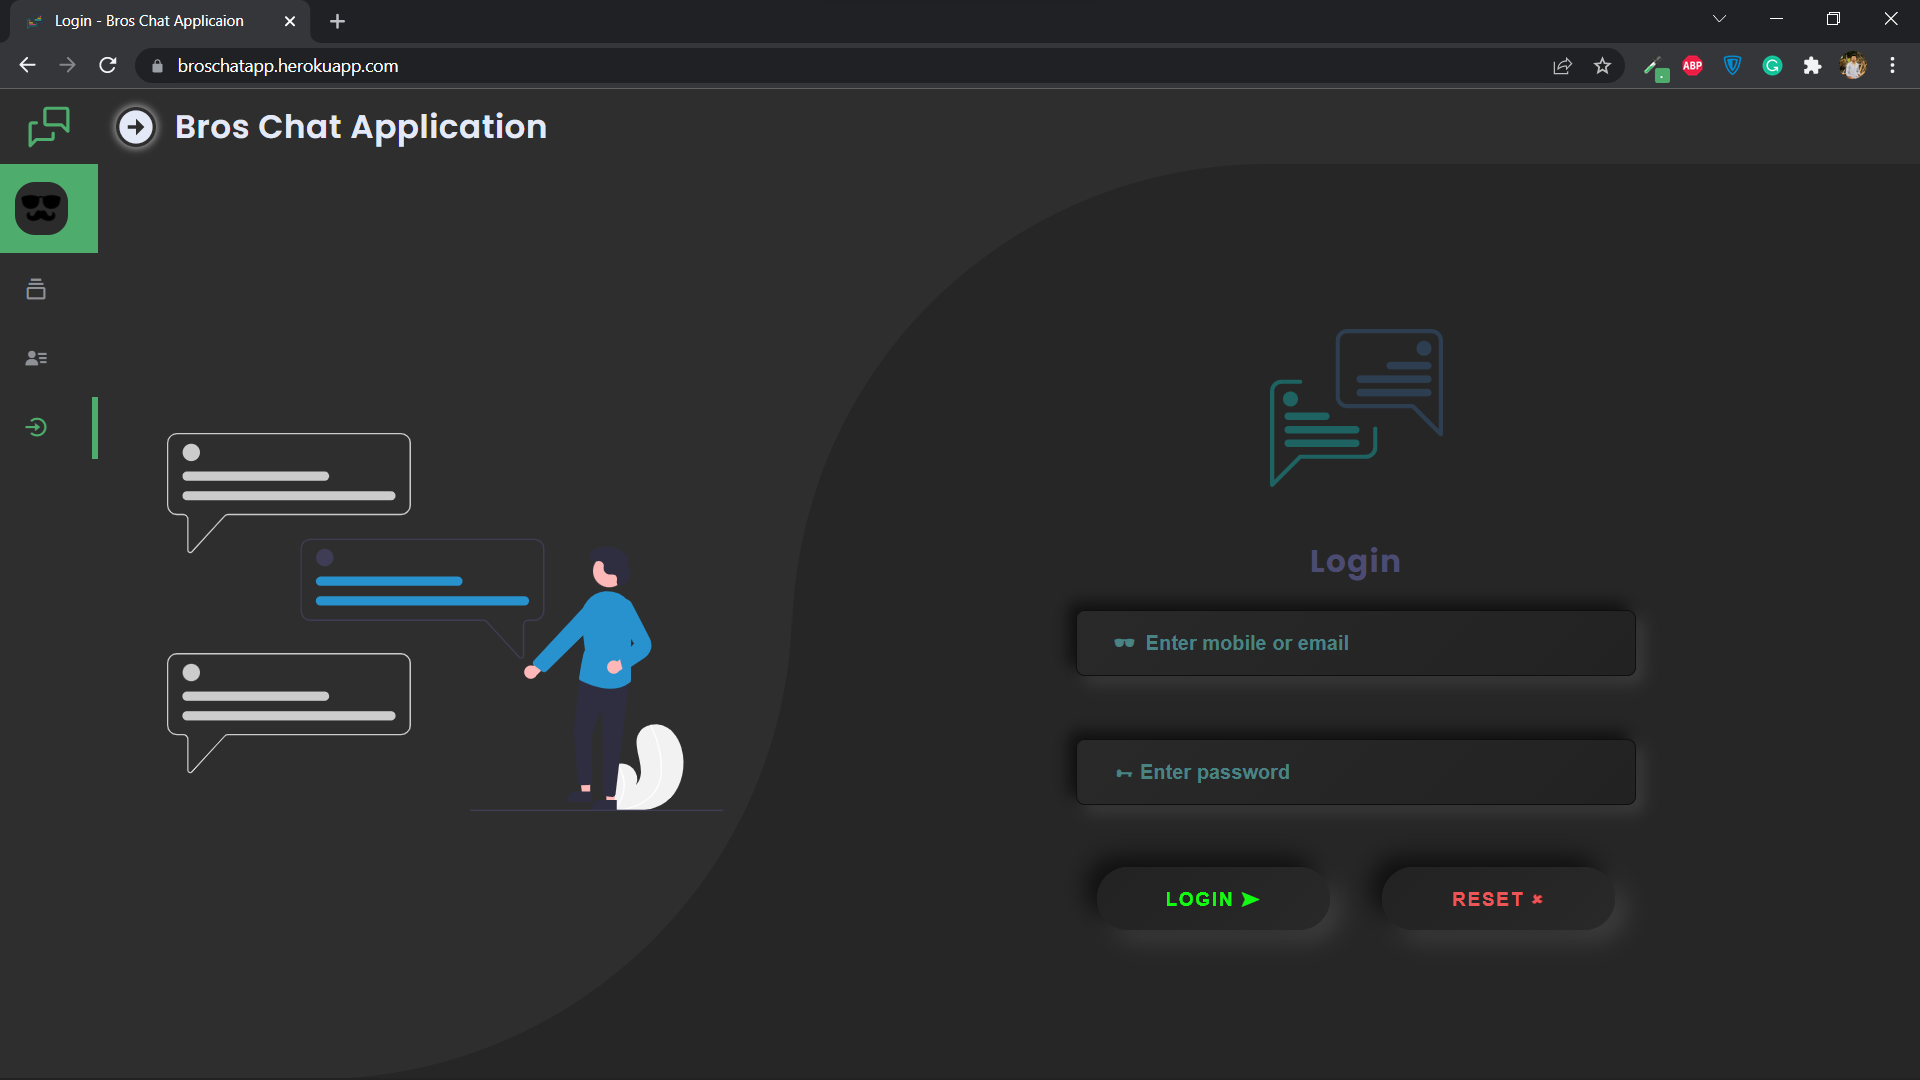 Login - Bros Chat Applicaion
broschatapp.herokuapp.com
ABP
Bros Chat Application
Login
Enter mobile or email
Enter password
LOGIN
RESET